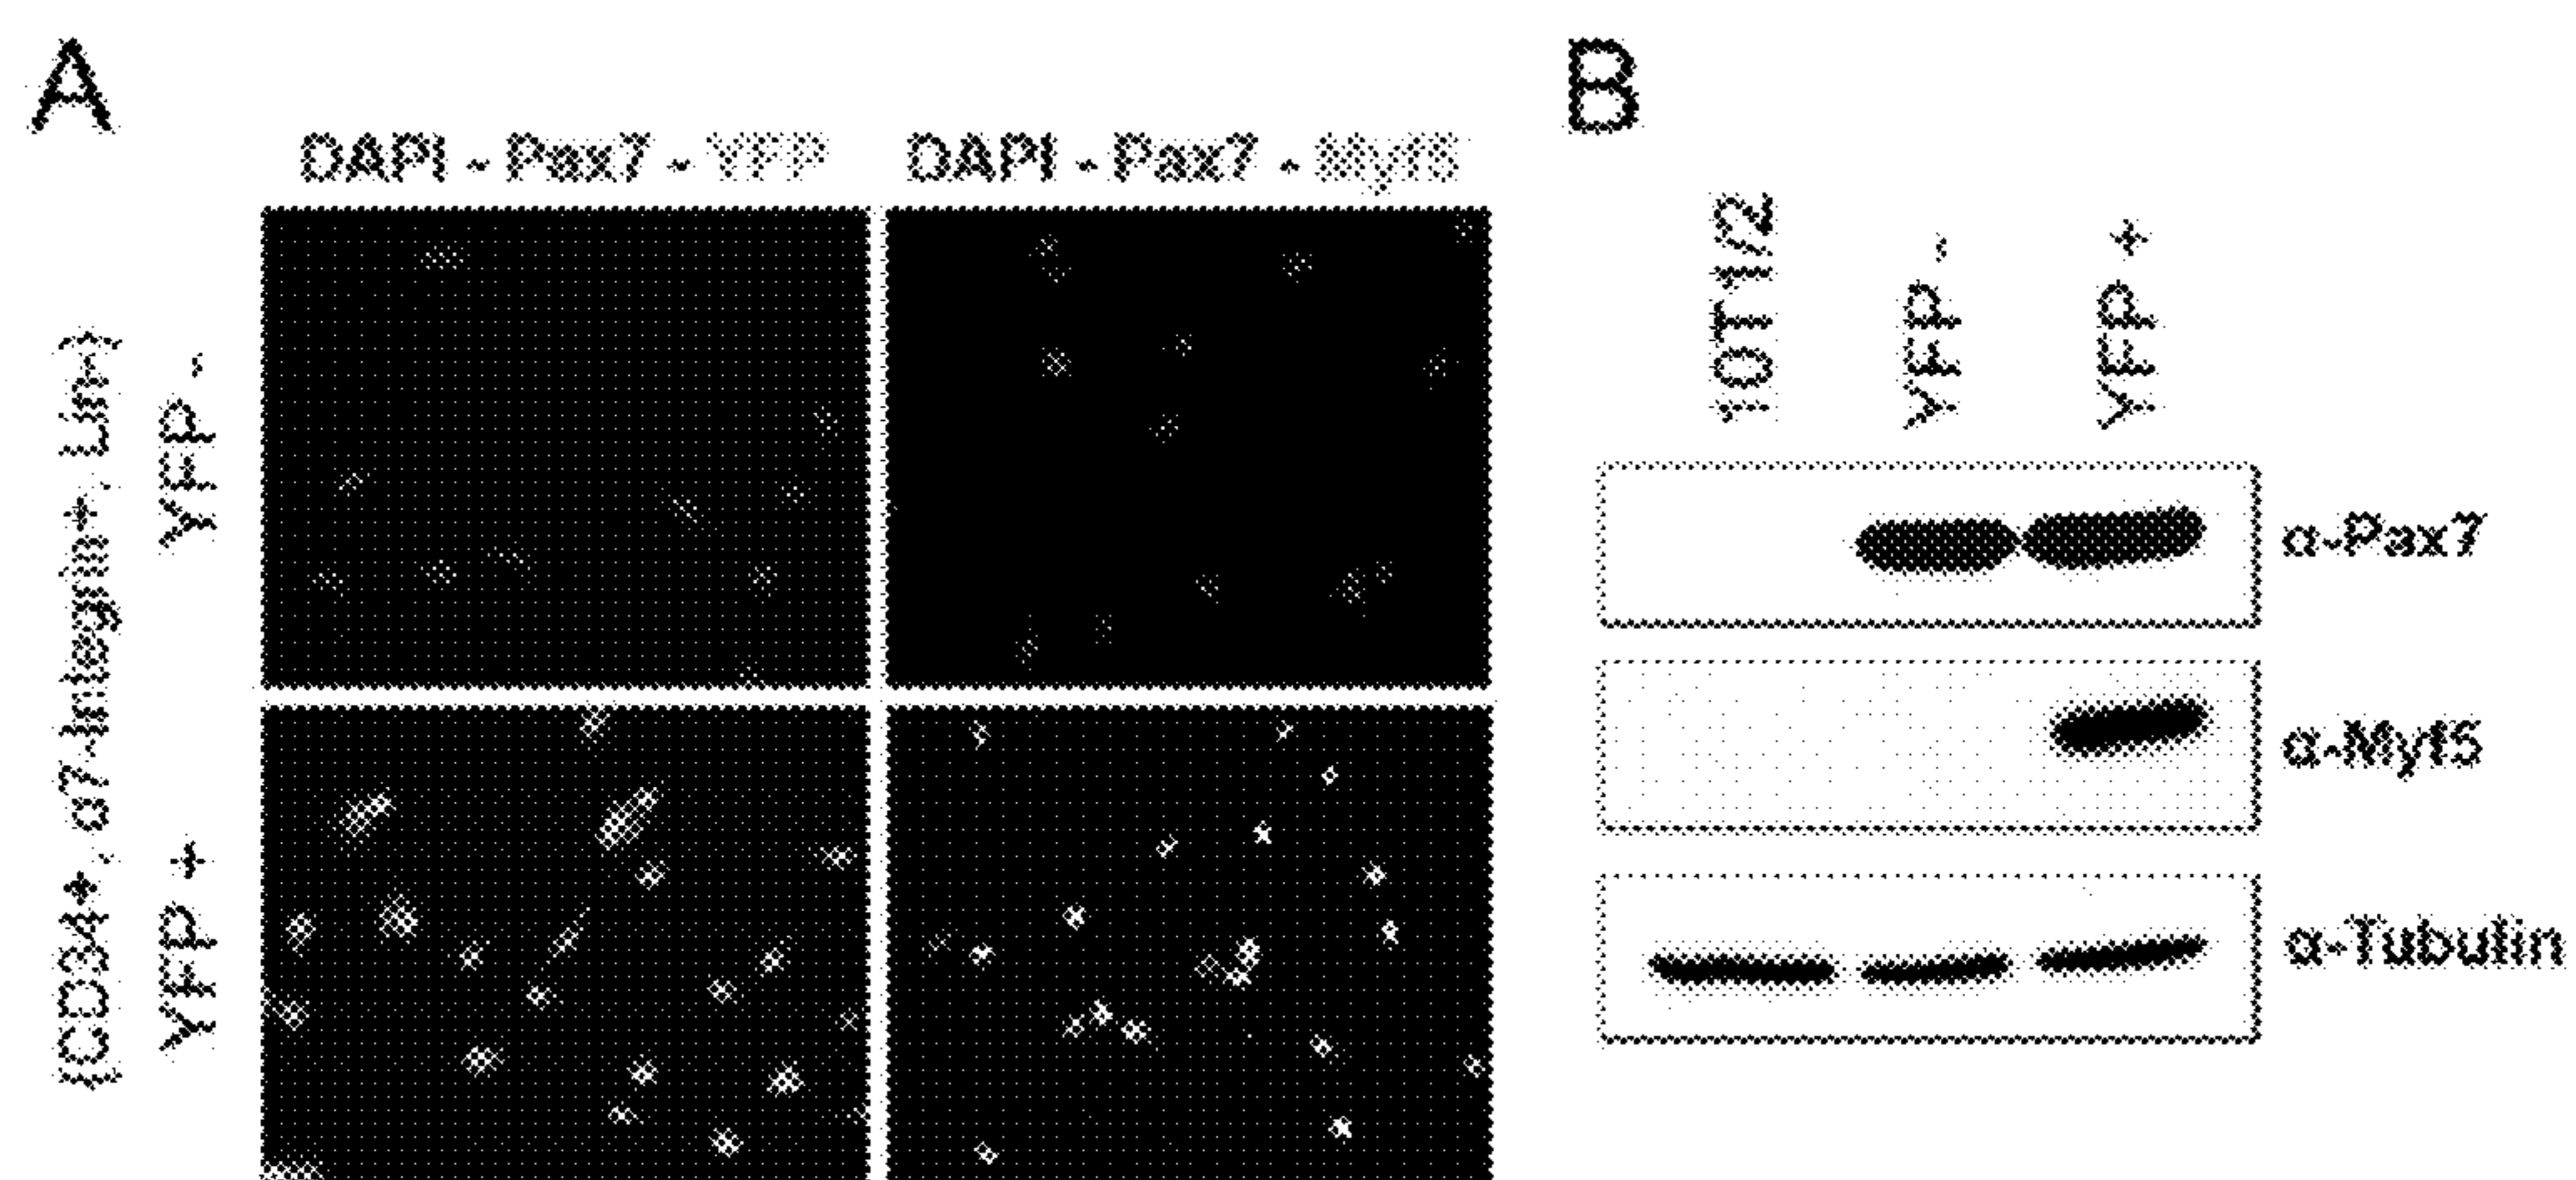 A
DAPI - Pax7 - YFP
DAPI - Pax7 - Myf5
(CD34+, α7-Integrin+, Lin-)
YFP -
YFP +
B
10T1/2
YFP -
YFP +
α-Pax7
α-Myf5
α-Tubulin